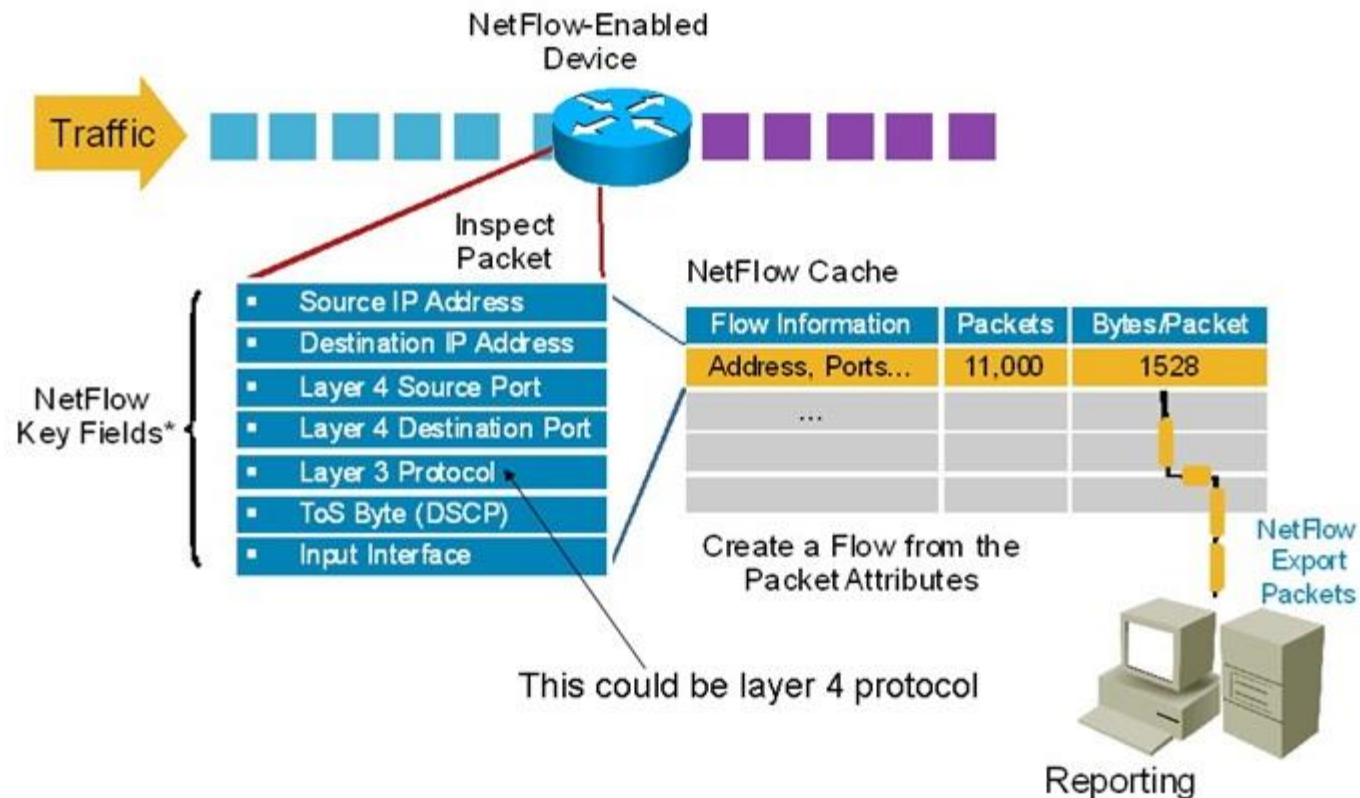 NetFlow-Enabled
Device
Traffic
Inspect
Packet
NetFlow
Key Fields*
▪ Source IP Address
▪ Destination IP Address
▪ Layer 4 Source Port
▪ Layer 4 Destination Port
▪ Layer 3 Protocol
▪ ToS Byte (DSCP)
▪ Input Interface
NetFlow Cache
Flow Information Packets Bytes/Packet
Address, Ports... 11,000 1528
...
Create a Flow from the
Packet Attributes
NetFlow
Export
Packets
This could be layer 4 protocol
Reporting